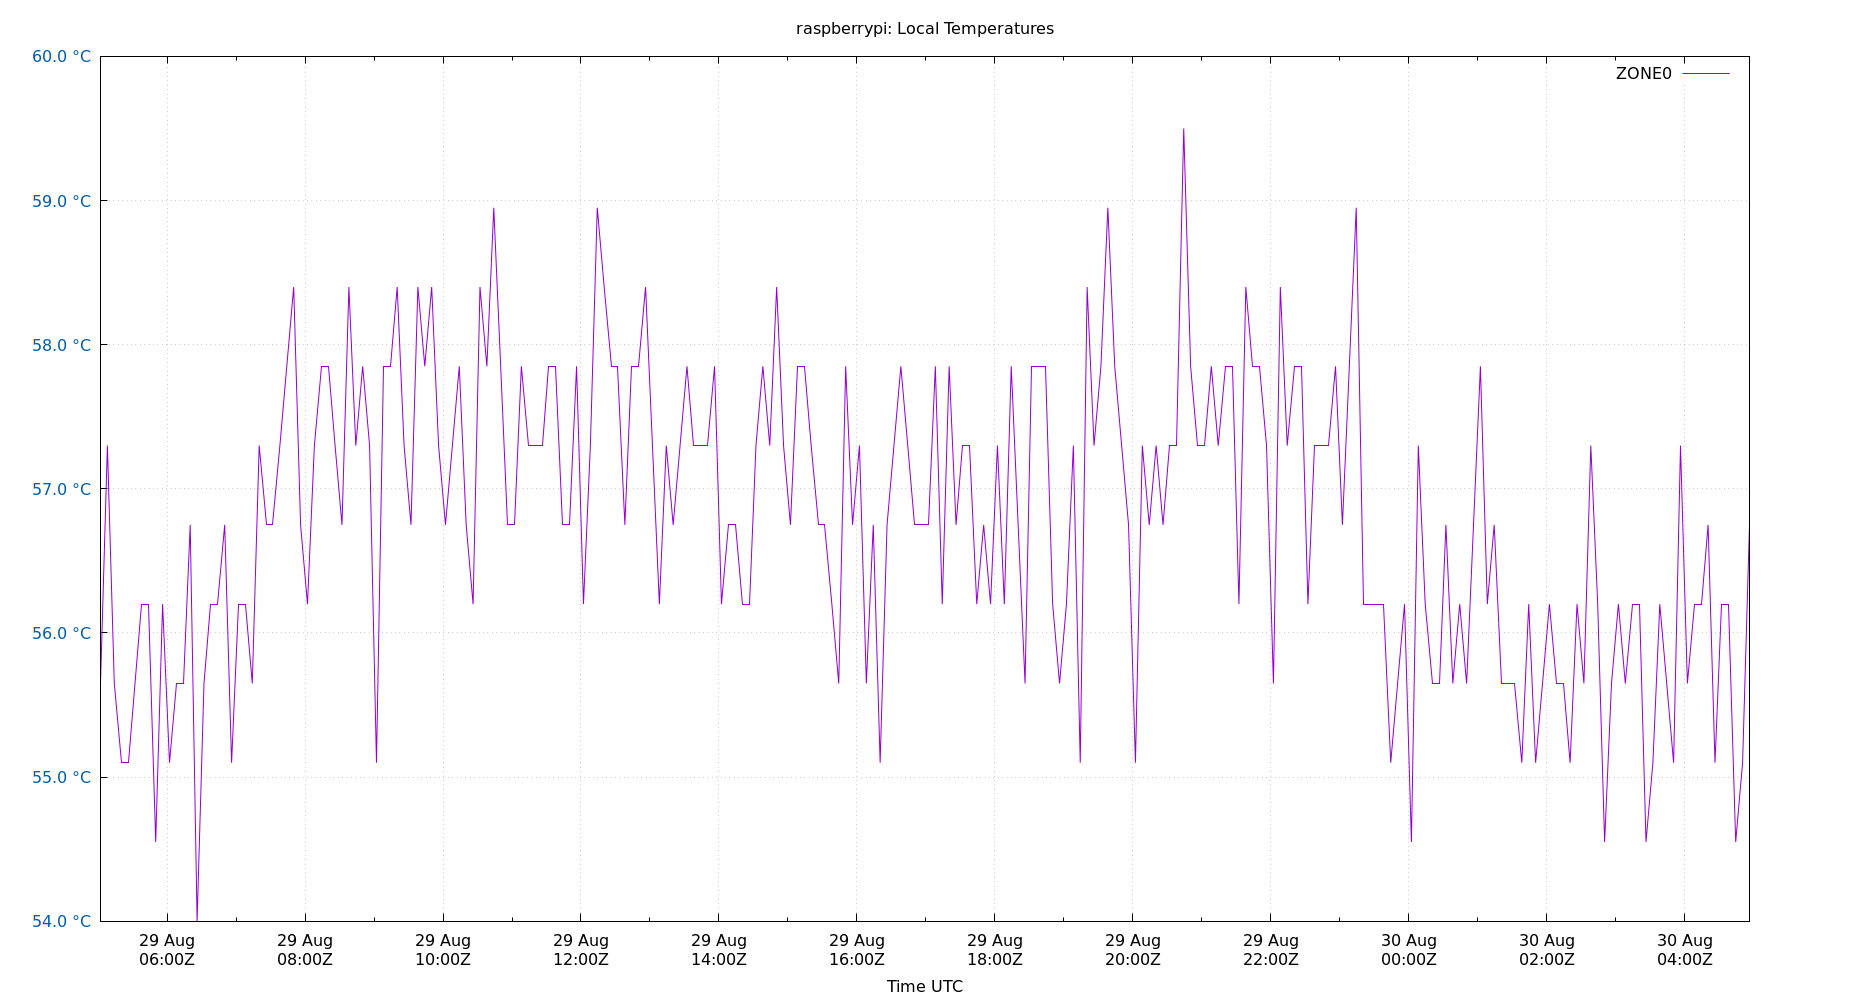 raspberrypi: Local Temperatures
60.0 °C
ZONE0
59.0 °C
58.0 °C
57.0 °C
56.0 °C
55.0 °C
54.0 °C
29 Aug 29 Aug 29 Aug 29 Aug 29 Aug 29 Aug 29 Aug 29 Aug 29 Aug 30 Aug 30 Aug 30 Aug
06:00Z 08:00Z 10:00Z 12:00Z 14:00Z 16:00Z 18:00Z 20:00Z 22:00Z 00:00Z 02:00Z 04:00Z
Time UTC